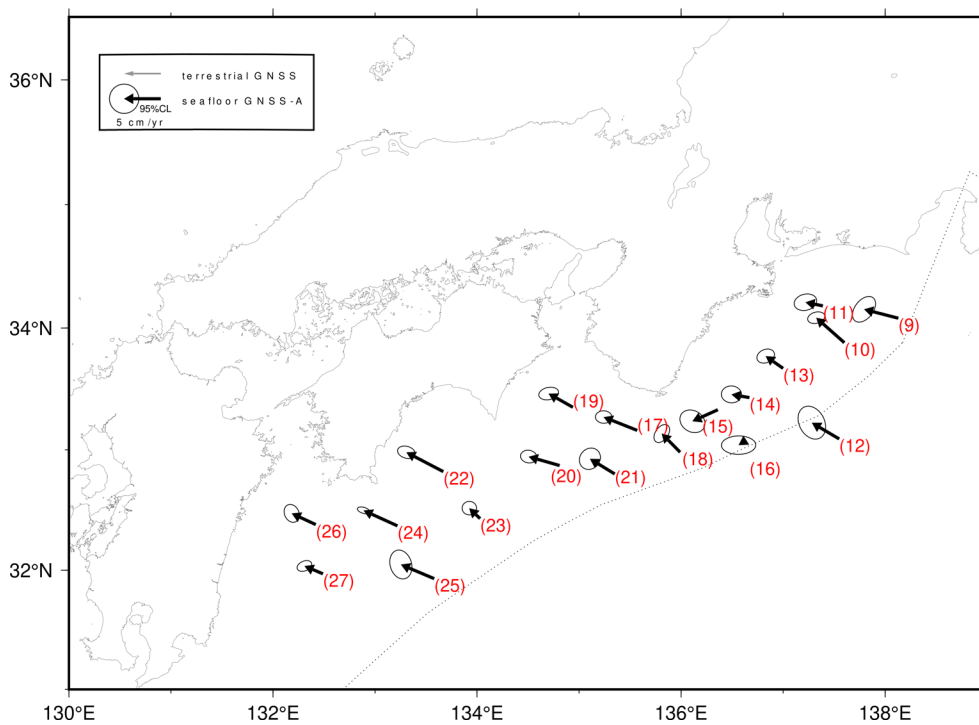 36°N
terrestrial GNSS
seafloor GNSS-A
95%CL
5 cm/yr
34°N
32°N
(11)
(9)
(10)
(13)
(19)
(14)
(17)
(15)
(12)
(18)
(16)
(22)
(20)
(21)
(26)
(24)
(23)
(27)
(25)
130°E
132°E
134°E
136°E
138°E